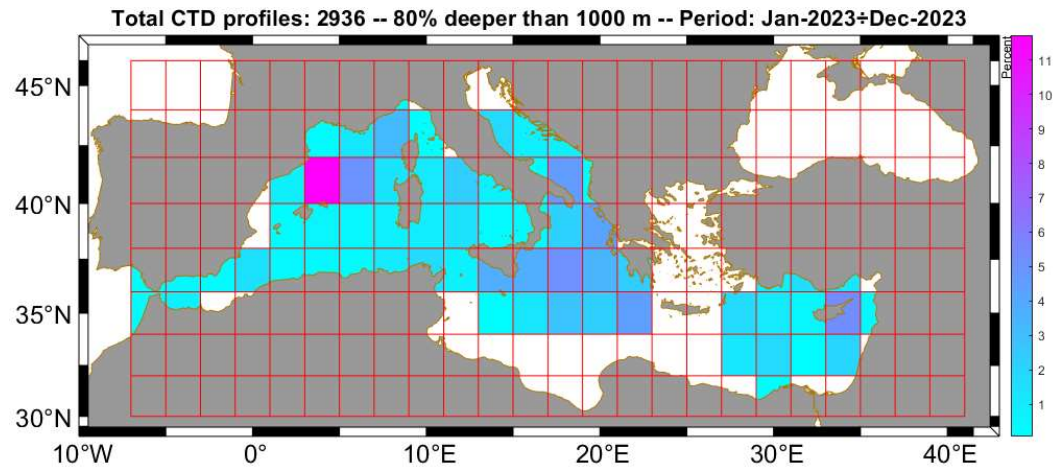 Total CTD profiles: 2936 -- 80% deeper than 1000 m -- Period: Jan-2023÷Dec-2023
Percent
11
10
9
8
7
6
5
4
3
2
1
45°N
40°N
35°N
30°N
10°W 0° 10°E 20°E 30°E 40°E